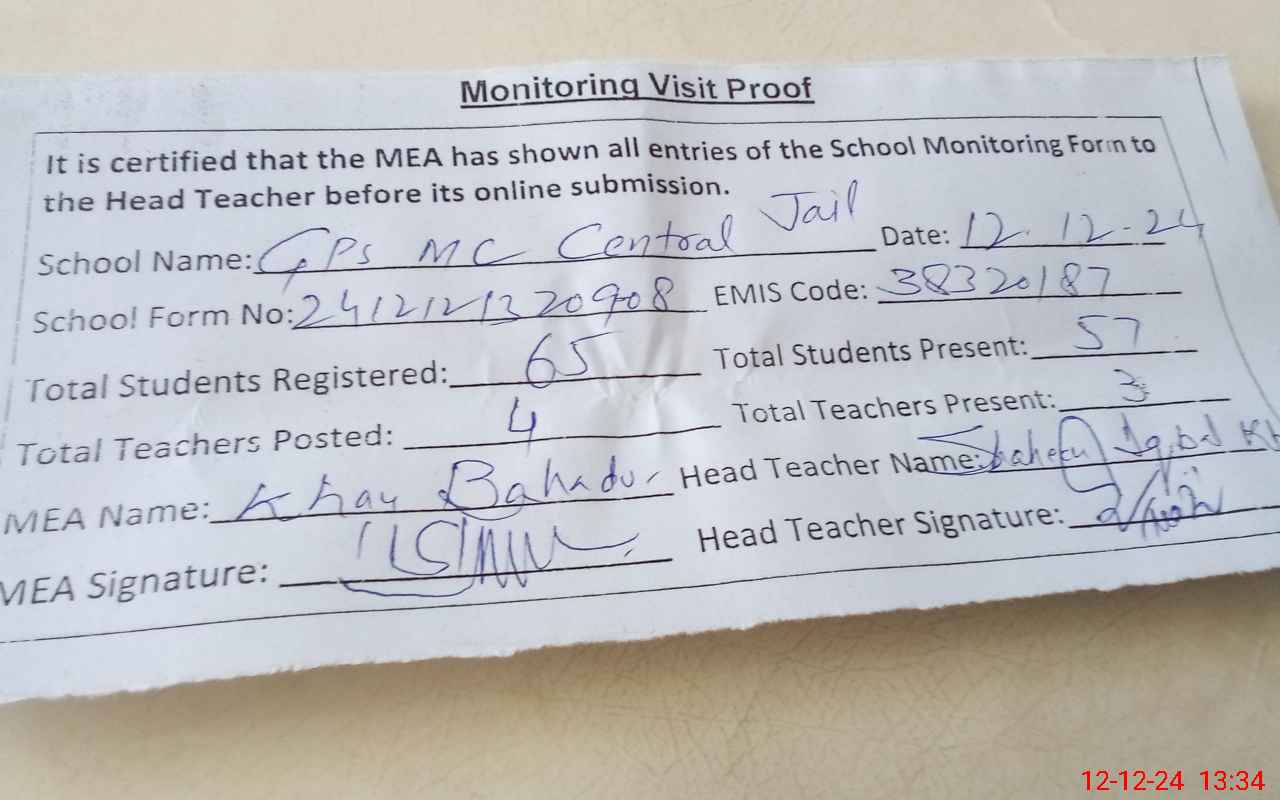 Monitoring Visit Proof
It is certified that the MEA has shown all entries of the School Monitoring Form to
the Head Teacher before its online submission.
School Name: GPS MC Central Jail Date: 12-12-24
School Form No: 2412121320908 EMIS Code: 38320187
Total Students Registered: 65 Total Students Present: 57
Total Teachers Posted: 4 Total Teachers Present: 3
MEA Name: Khay Bahadur Head Teacher Name: Iqbal
MEA Signature: Head Teacher Signature:
12-12-24 13:34